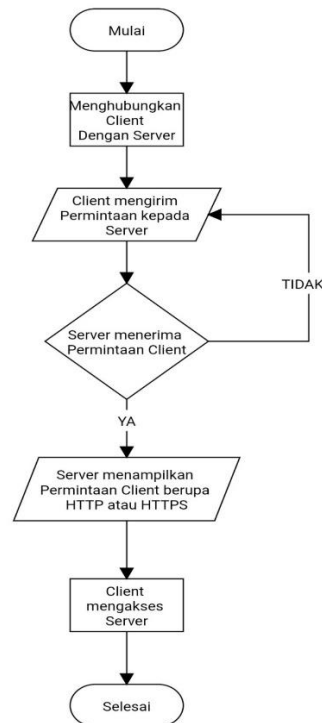 Mulai
Menghubungkan
Client
Dengan Server
Client mengirim
Permintaan kepada
Server
TIDAK
Server menerima
Permintaan Client
YA
Server menampilkan
Permintaan Client berupa
HTTP atau HTTPS
Client
mengakses
Server
Selesai